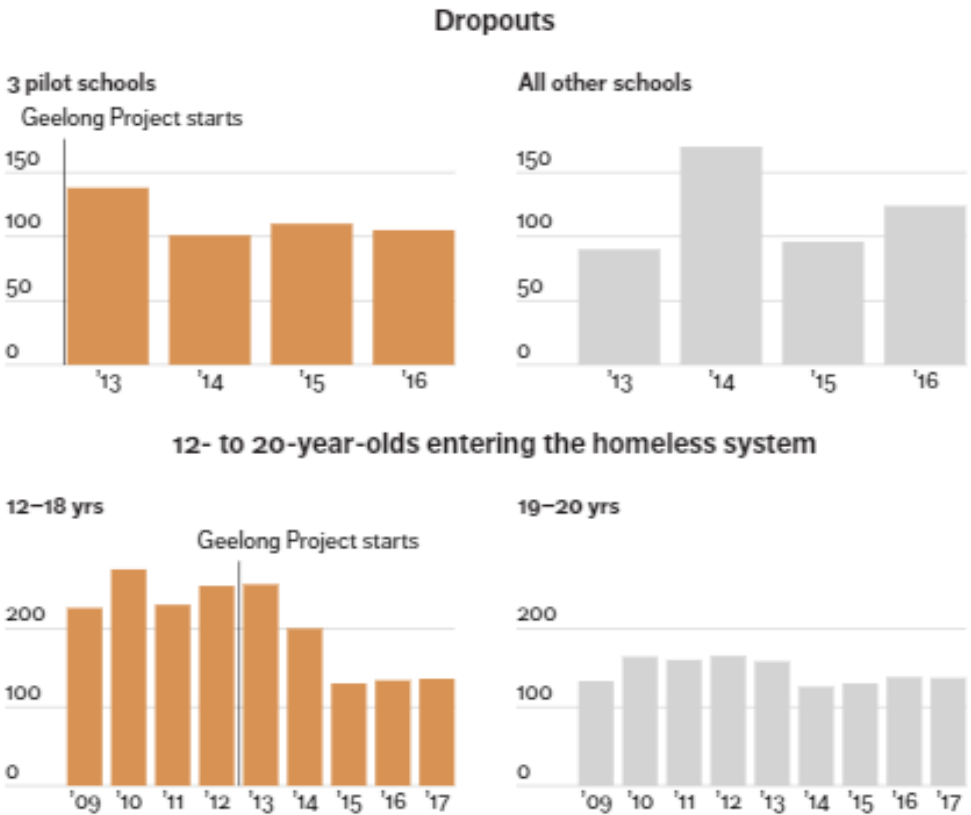 Dropouts
3 pilot schools
Geelong Project starts
150
100
50
0
'13 '14 '15 '16
All other schools
150
100
50
0
'13 '14 '15 '16
12- to 20-year-olds entering the homeless system
12–18 yrs
Geelong Project starts
200
100
0
'09 '10 '11 '12 '13 '14 '15 '16 '17
19–20 yrs
200
100
0
'09 '10 '11 '12 '13 '14 '15 '16 '17